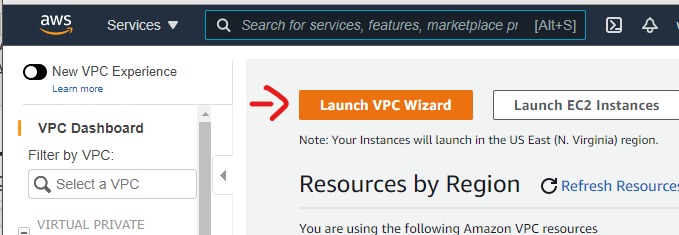 aws
Services ▼
Search for services, features, marketplace pr [Alt+S]
New VPC Experience
Learn more
Launch VPC Wizard
Launch EC2 Instances
VPC Dashboard
Note: Your Instances will launch in the US East (N. Virginia) region.
Filter by VPC:
Select a VPC
Resources by Region
Refresh Resources
VIRTUAL PRIVATE
You are using the following Amazon VPC resources